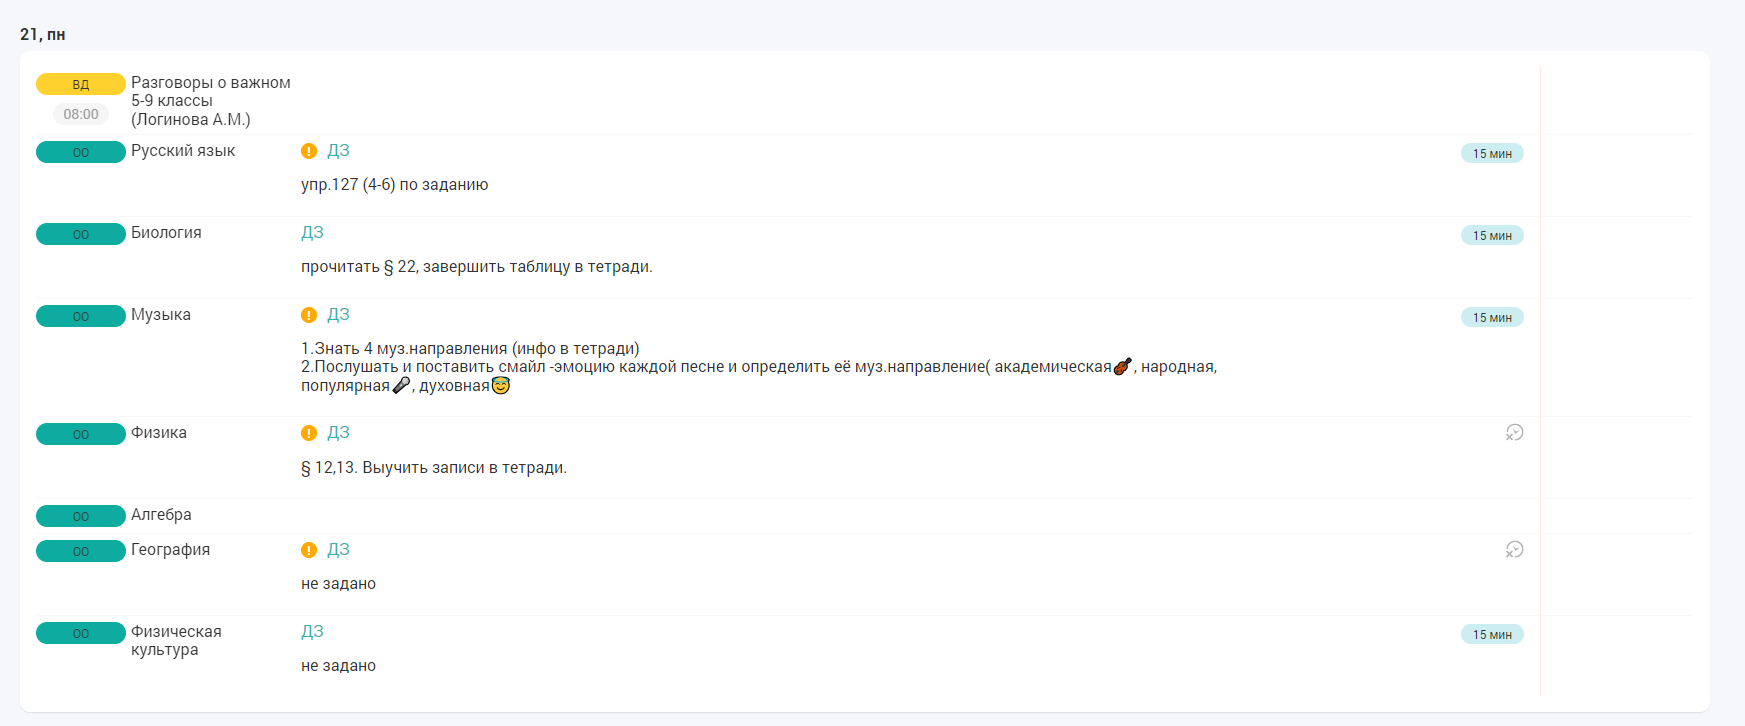 21, пн
ВД
Разговоры о важном
5-9 классы
(Логинова А.М.)
08:00
ОО
Русский язык
ДЗ
15 мин
упр.127 (4-6) по заданию
ОО
Биология
ДЗ
15 мин
прочитать § 22, завершить таблицу в тетради.
ОО
Музыка
ДЗ
15 мин
1.Знать 4 муз.направления (инфо в тетради)
2.Послушать и поставить смайл -эмоцию каждой песне и определить её муз.направление( академическая🎻, народная,
популярная🎤, духовная😇
ОО
Физика
ДЗ
§ 12,13. Выучить записи в тетради.
ОО
Алгебра
ОО
География
ДЗ
не задано
ОО
Физическая
культура
ДЗ
15 мин
не задано